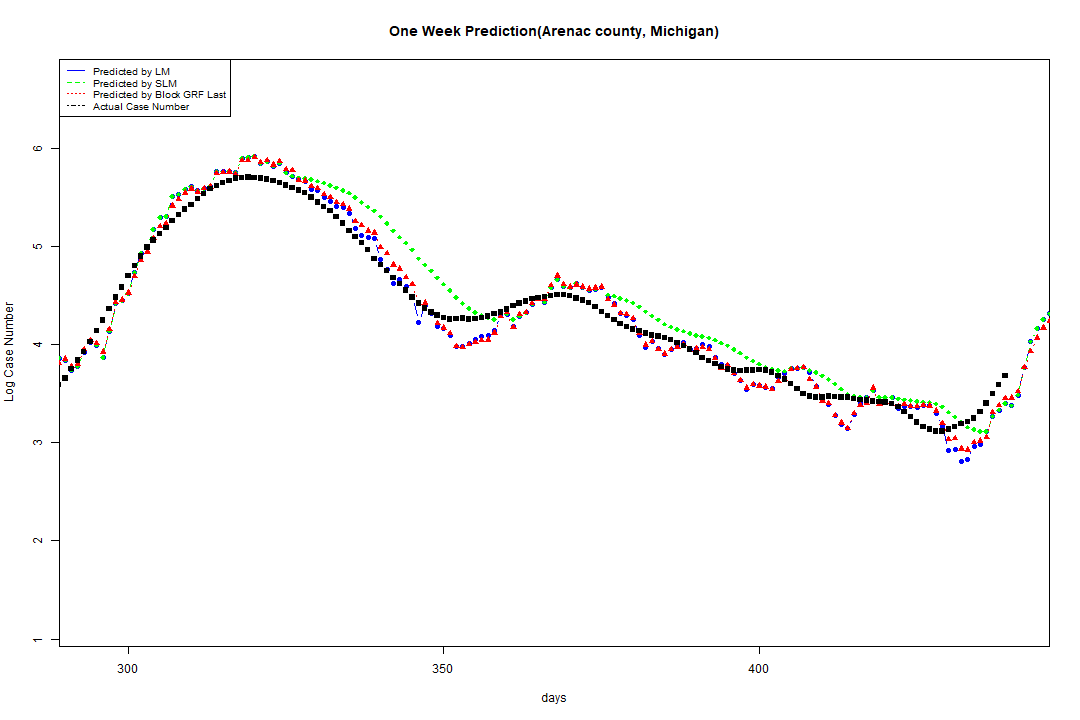 One Week Prediction(Arenac county, Michigan)
Predicted by LM
Predicted by SLM
Predicted by Block GRF Last
Actual Case Number
6
5
4
3
2
1
Log Case Number
300 350 400
days